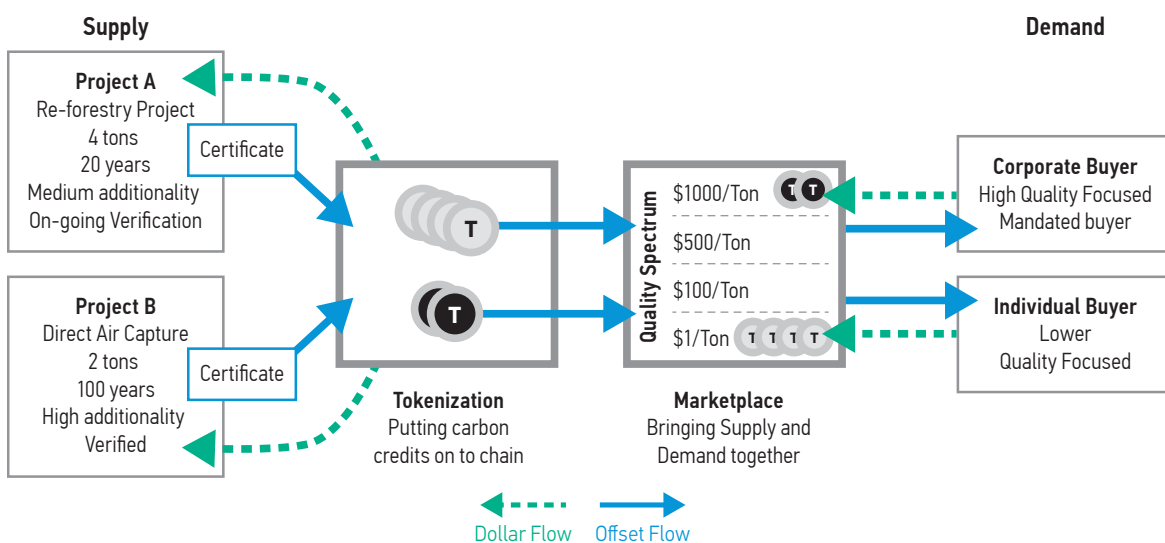 Supply
Demand
Project A
Re-forestry Project
4 tons
20 years
Medium additionality
On-going Verification
Certificate
Project B
Direct Air Capture
2 tons
100 years
High additionality
Verified
Certificate
T
T
Tokenization
Putting carbon
credits on to chain
Quality Spectrum
$1000/Ton
T T
$500/Ton
$100/Ton
$1/Ton
T T T T
Marketplace
Bringing Supply and
Demand together
Corporate Buyer
High Quality Focused
Mandated buyer
Individual Buyer
Lower
Quality Focused
Dollar Flow
Offset Flow